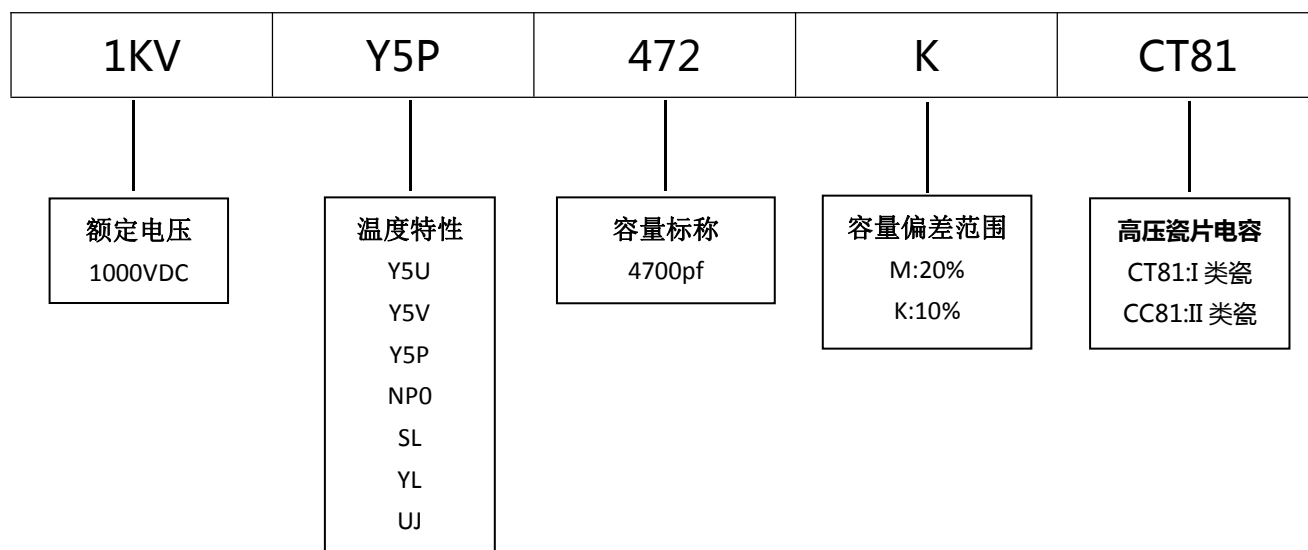 1KV Y5P 472 K CT81
额定电压
1000VDC
温度特性
Y5U
Y5V
Y5P
NP0
SL
YL
UJ
容量标称
4700pf
容量偏差范围
M:20%
K:10%
高压瓷片电容
CT81:I 类瓷
CC81:II 类瓷